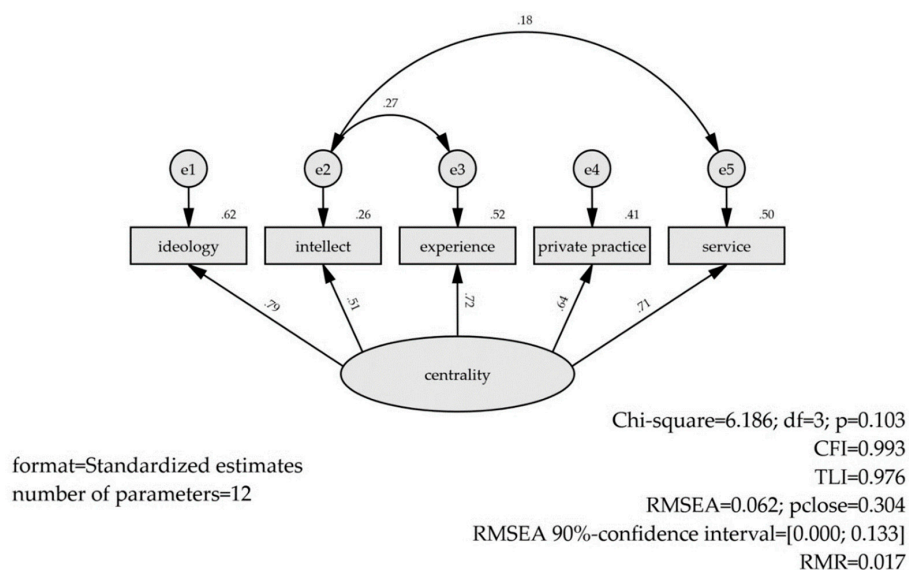 .18
.27
e1
e2
e3
e4
e5
.62
.26
.52
.41
.50
ideology
intellect
experience
private practice
service
.79
.51
.72
.64
.71
centrality
Chi-square=6.186; df=3; p=0.103
CFI=0.993
TLI=0.976
RMSEA=0.062; pclose=0.304
RMSEA 90%-confidence interval=[0.000; 0.133]
RMR=0.017
format=Standardized estimates
number of parameters=12